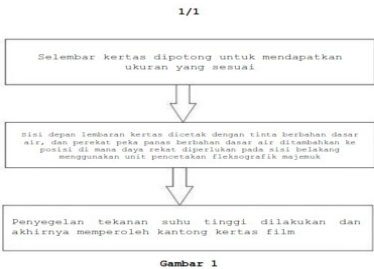 1/1
Selembar kertas dipotong untuk mendapatkan
ukuran yang sesuai
Sisi depan lembaran kertas dicetak dengan tinta berbahan dasar
air, dan perekat peka panas berbahan dasar air ditambahkan ke
posisi di mana daya rekat diperlukan pada sisi belakang
menggunakan unit pencetakan fleksografik majemuk
Penyegelan tekanan suhu tinggi dilakukan dan
akhirnya memperoleh kantong kertas film
Gambar 1